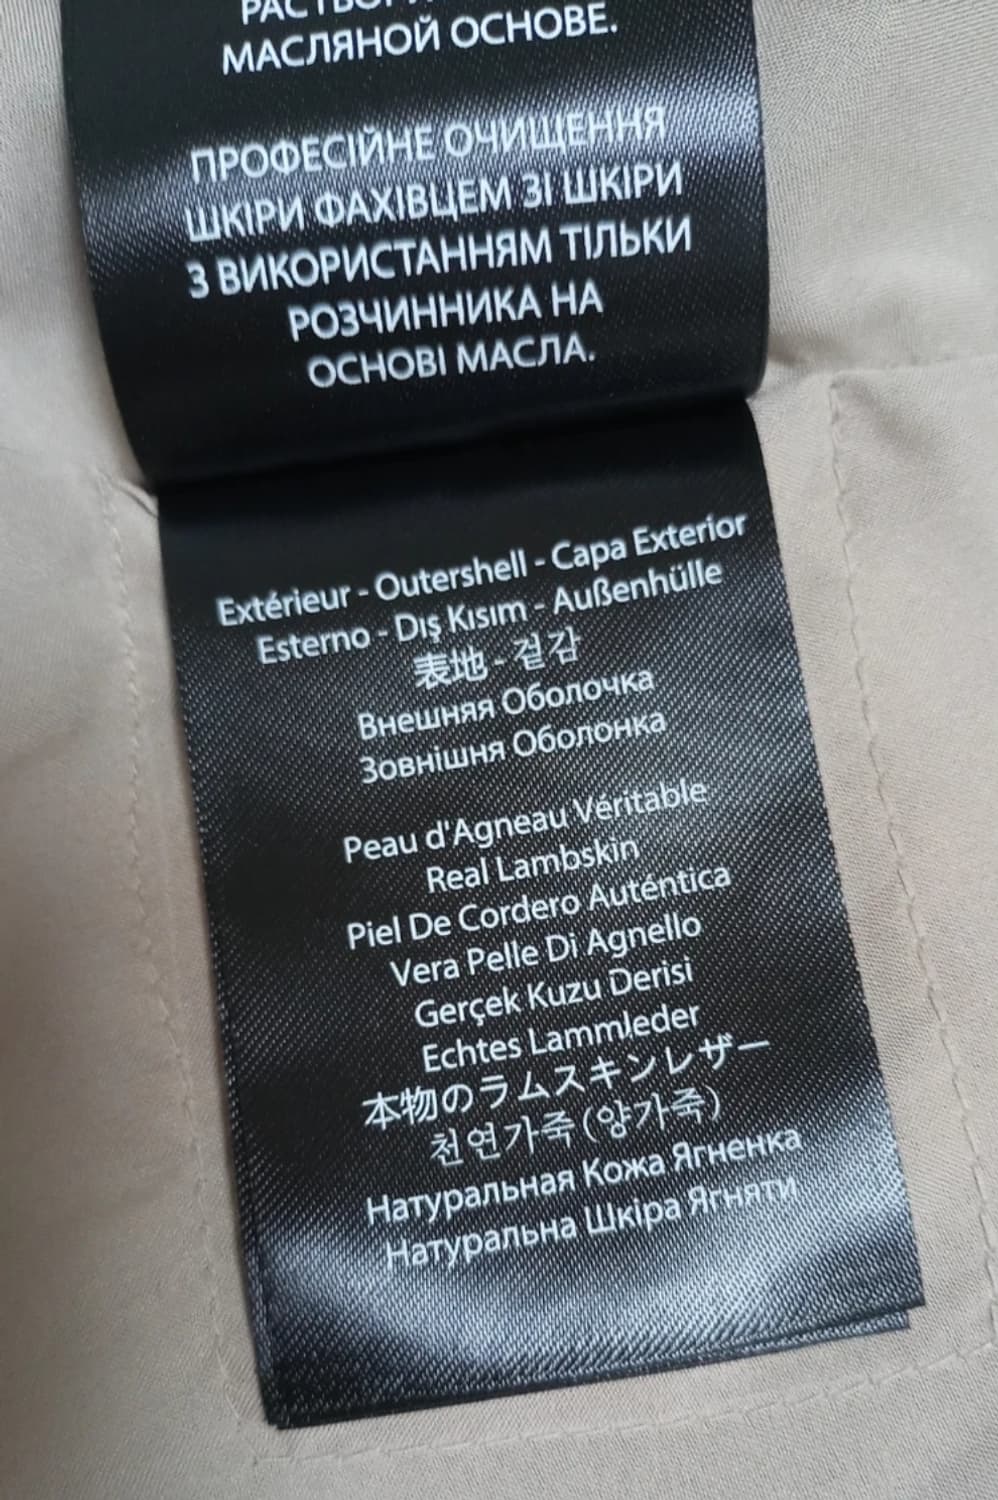 МАСЛЯНОЙ ОСНОВЕ.
ПРОФЕСІЙНЕ ОЧИЩЕННЯ
ШКІРИ ФАХІВЦЕМ ЗІ ШКІРИ
З ВИКОРИСТАННЯМ ТІЛЬКИ
РОЗЧИННИКА НА
ОСНОВІ МАСЛА.
Extérieur - Outershell - Capa Exterior
Esterno - Dış Kısım - Außenhülle
表地 - 겉감
Внешняя Оболочка
Зовнішня Оболонка
Peau d'Agneau Véritable
Real Lambskin
Piel De Cordero Auténtica
Vera Pelle Di Agnello
Gerçek Kuzu Derisi
Echtes Lammleder
本物のラムスキンレザー
천연가죽(양가죽)
Натуральная Кожа Ягненка
Натуральна Шкіра Ягняти